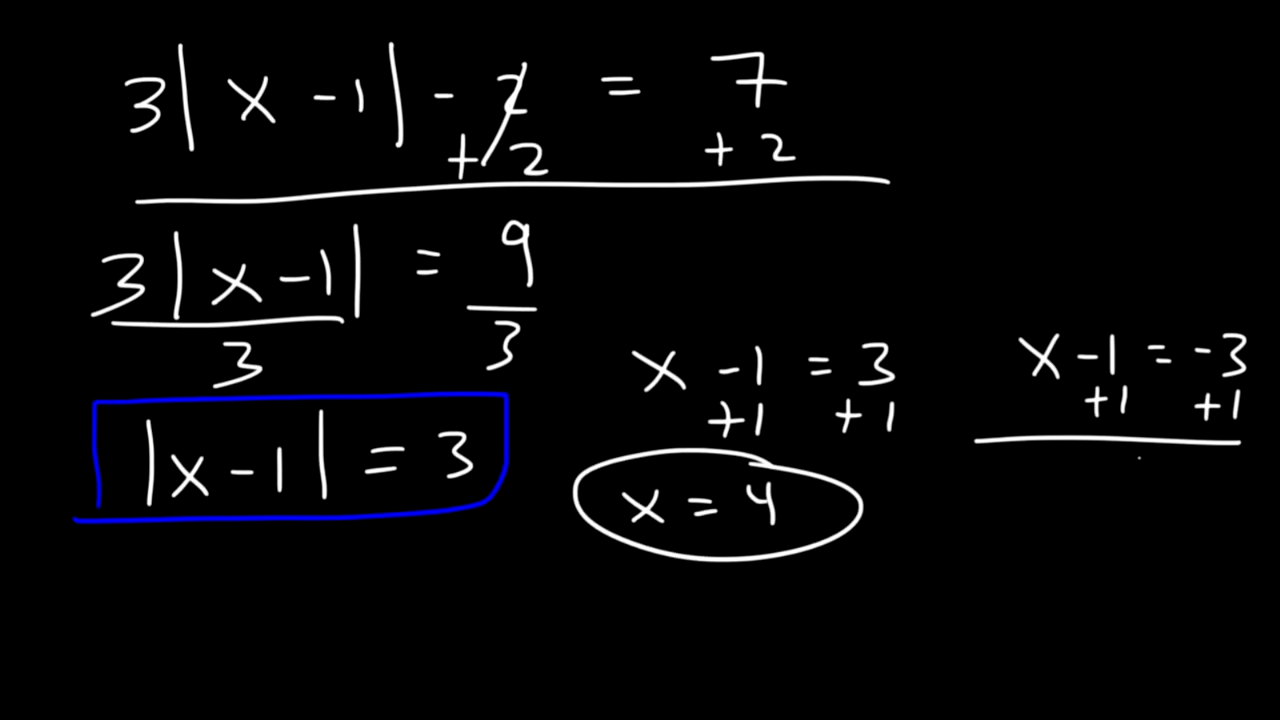 3|x-1|-2 = 7
+2 +2
3|x-1| = 9
3 3
|x-1| = 3
x-1 = 3
+1 +1
x = 4
x-1 = -3
+1 +1